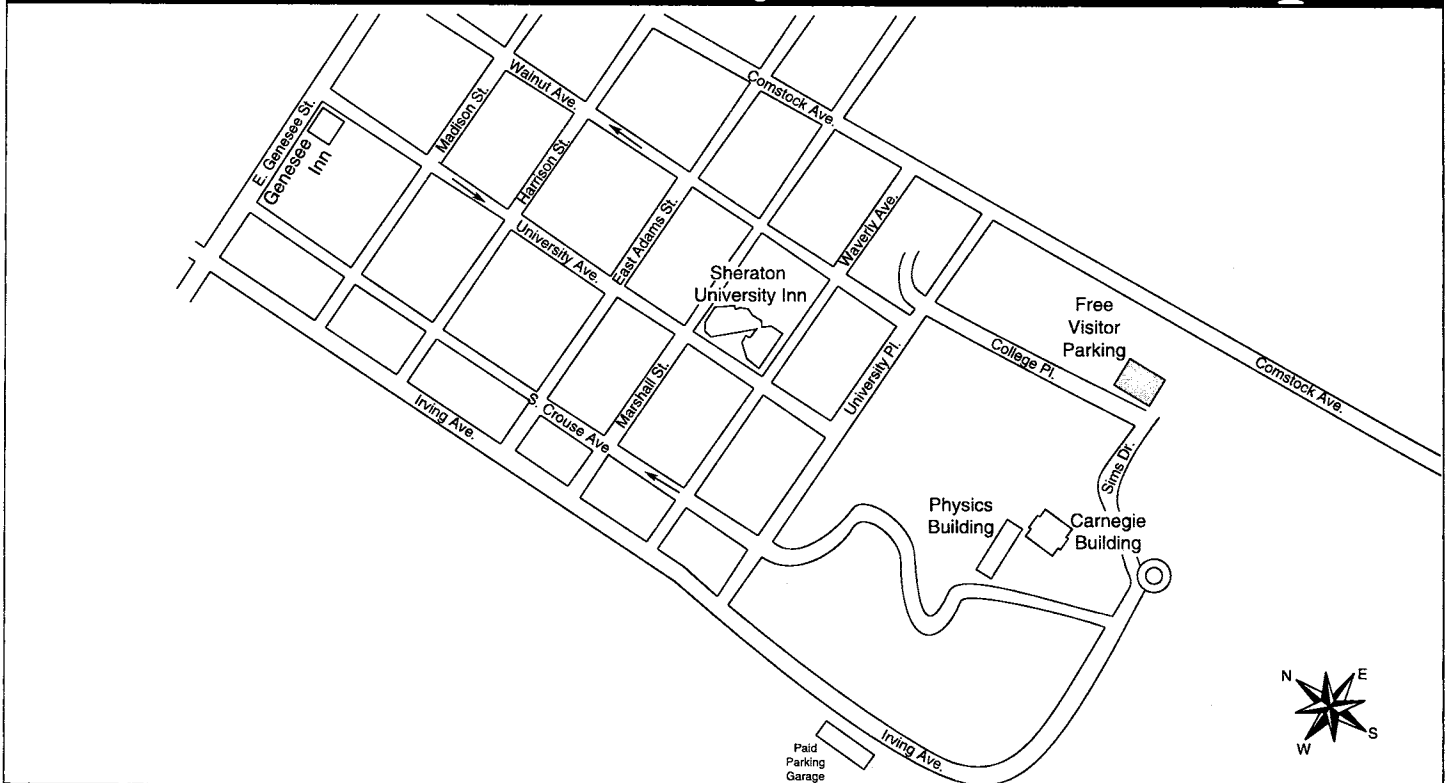 Walnut Ave.
Comstock Ave.
E. Genesee St.
Genesee
Inn
Madison St.
Harrison St.
University Ave.
East Adams St.
Waverly Ave.
Sheraton
University Inn
Free
Visitor
Parking
College Pl.
University Pl.
Comstock Ave.
Marshall St.
S. Crouse Ave
Irving Ave.
Sims Dr.
Physics
Building
Carnegie
Building
N
E
W
S
Irving Ave.
Paid
Parking
Garage